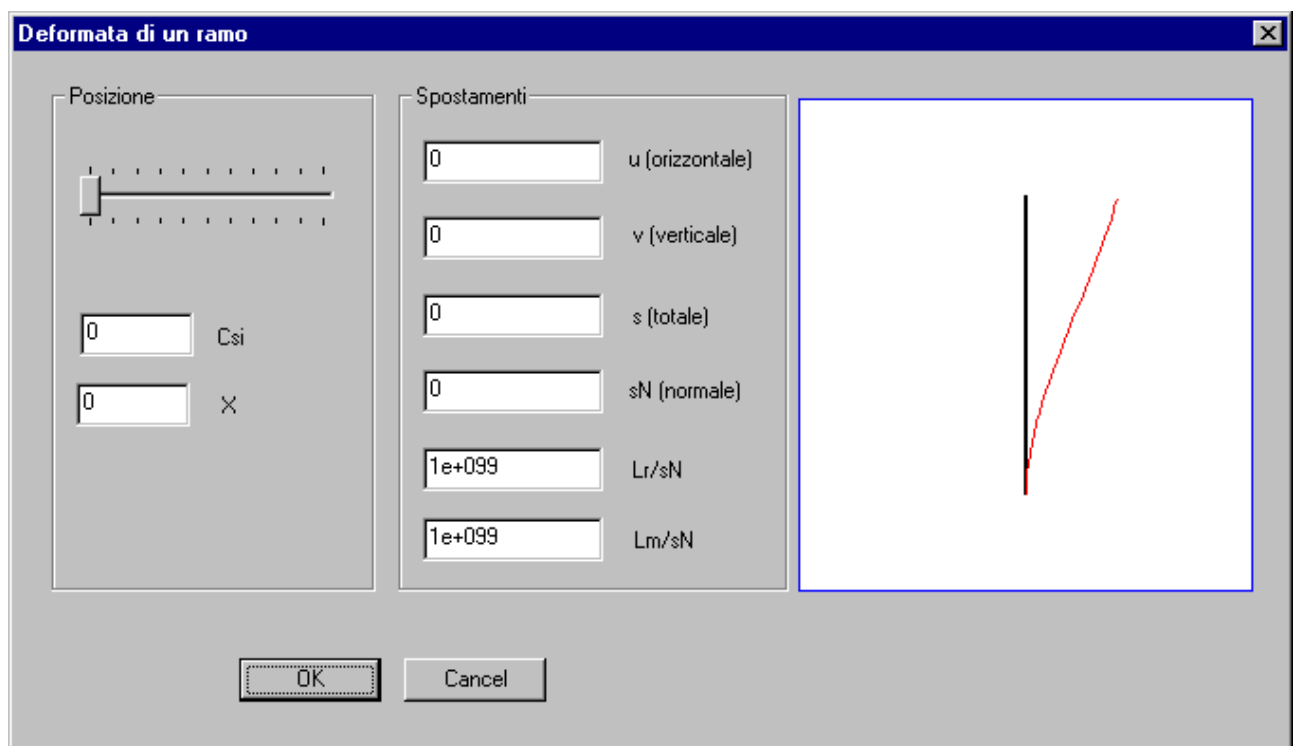 Deformata di un ramo
Posizione
0 Csi
0 X
Spostamenti
0 u (orizzontale)
0 v (verticale)
0 s (totale)
0 sN (normale)
1e+099 Lr/sN
1e+099 Lm/sN
OK Cancel